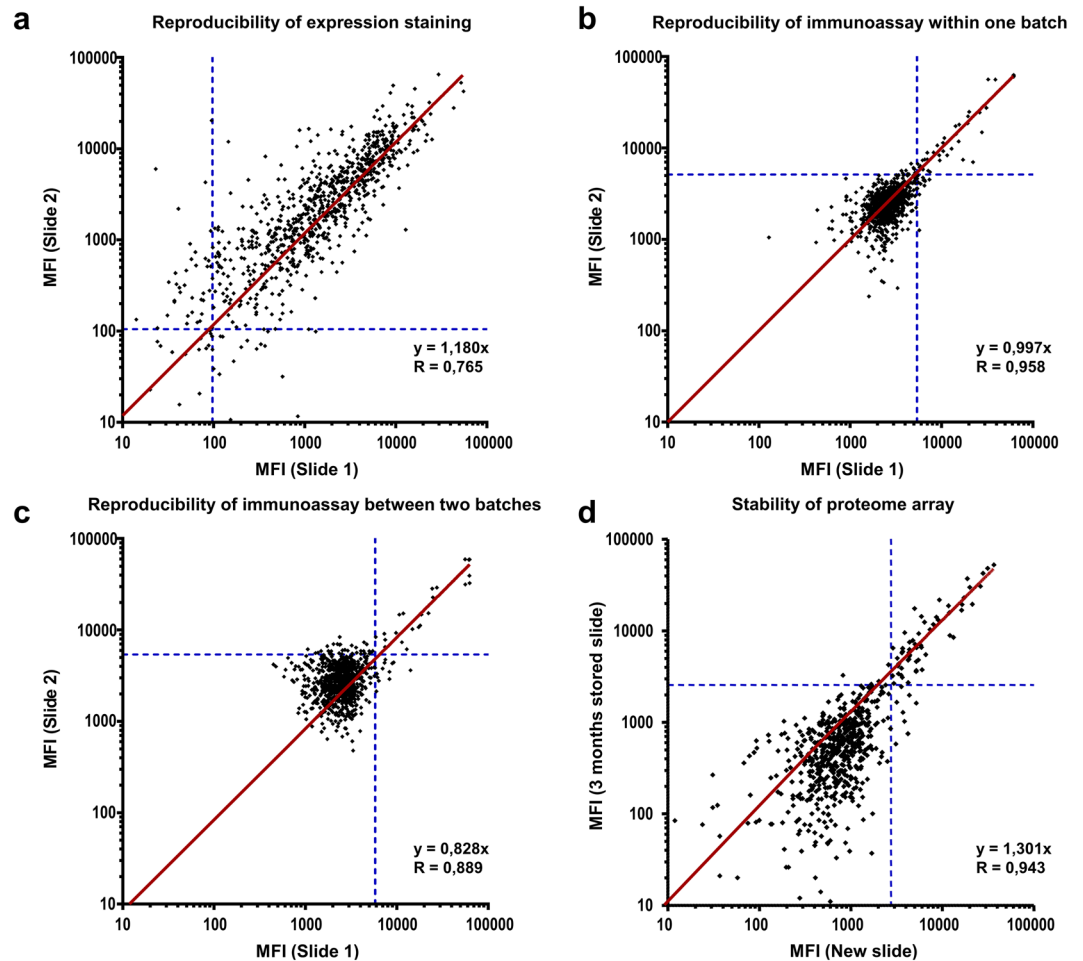 a
Reproducibility of expression staining
100000
10000
1000
100
10
MFI (Slide 2)
10 100 1000 10000 100000
MFI (Slide 1)
y = 1,180x
R = 0,765
b
Reproducibility of immunoassay within one batch
100000
10000
1000
100
10
MFI (Slide 2)
10 100 1000 10000 100000
MFI (Slide 1)
y = 0,997x
R = 0,958
c
Reproducibility of immunoassay between two batches
100000
10000
1000
100
10
MFI (Slide 2)
10 100 1000 10000 100000
MFI (Slide 1)
y = 0,828x
R = 0,889
d
Stability of proteome array
100000
10000
1000
100
10
MFI (3 months stored slide)
10 100 1000 10000 100000
MFI (New slide)
y = 1,301x
R = 0,943